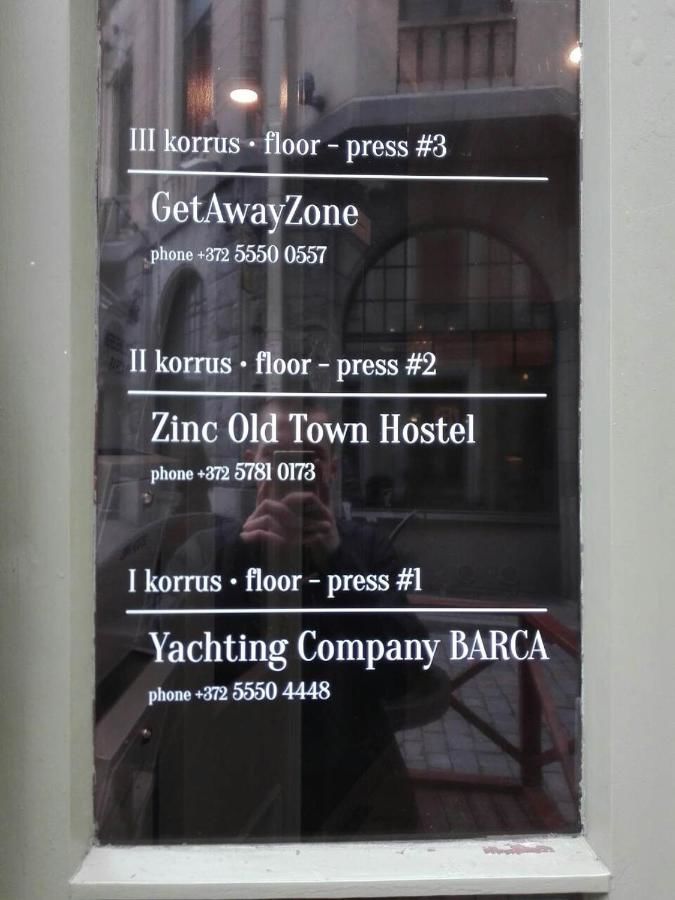 III korrus • floor – press #3
GetAwayZone
phone +372 5550 0557
II korrus • floor – press #2
Zinc Old Town Hostel
phone +372 5781 0173
I korrus • floor – press #1
Yachting Company BARCA
phone +372 5550 4448